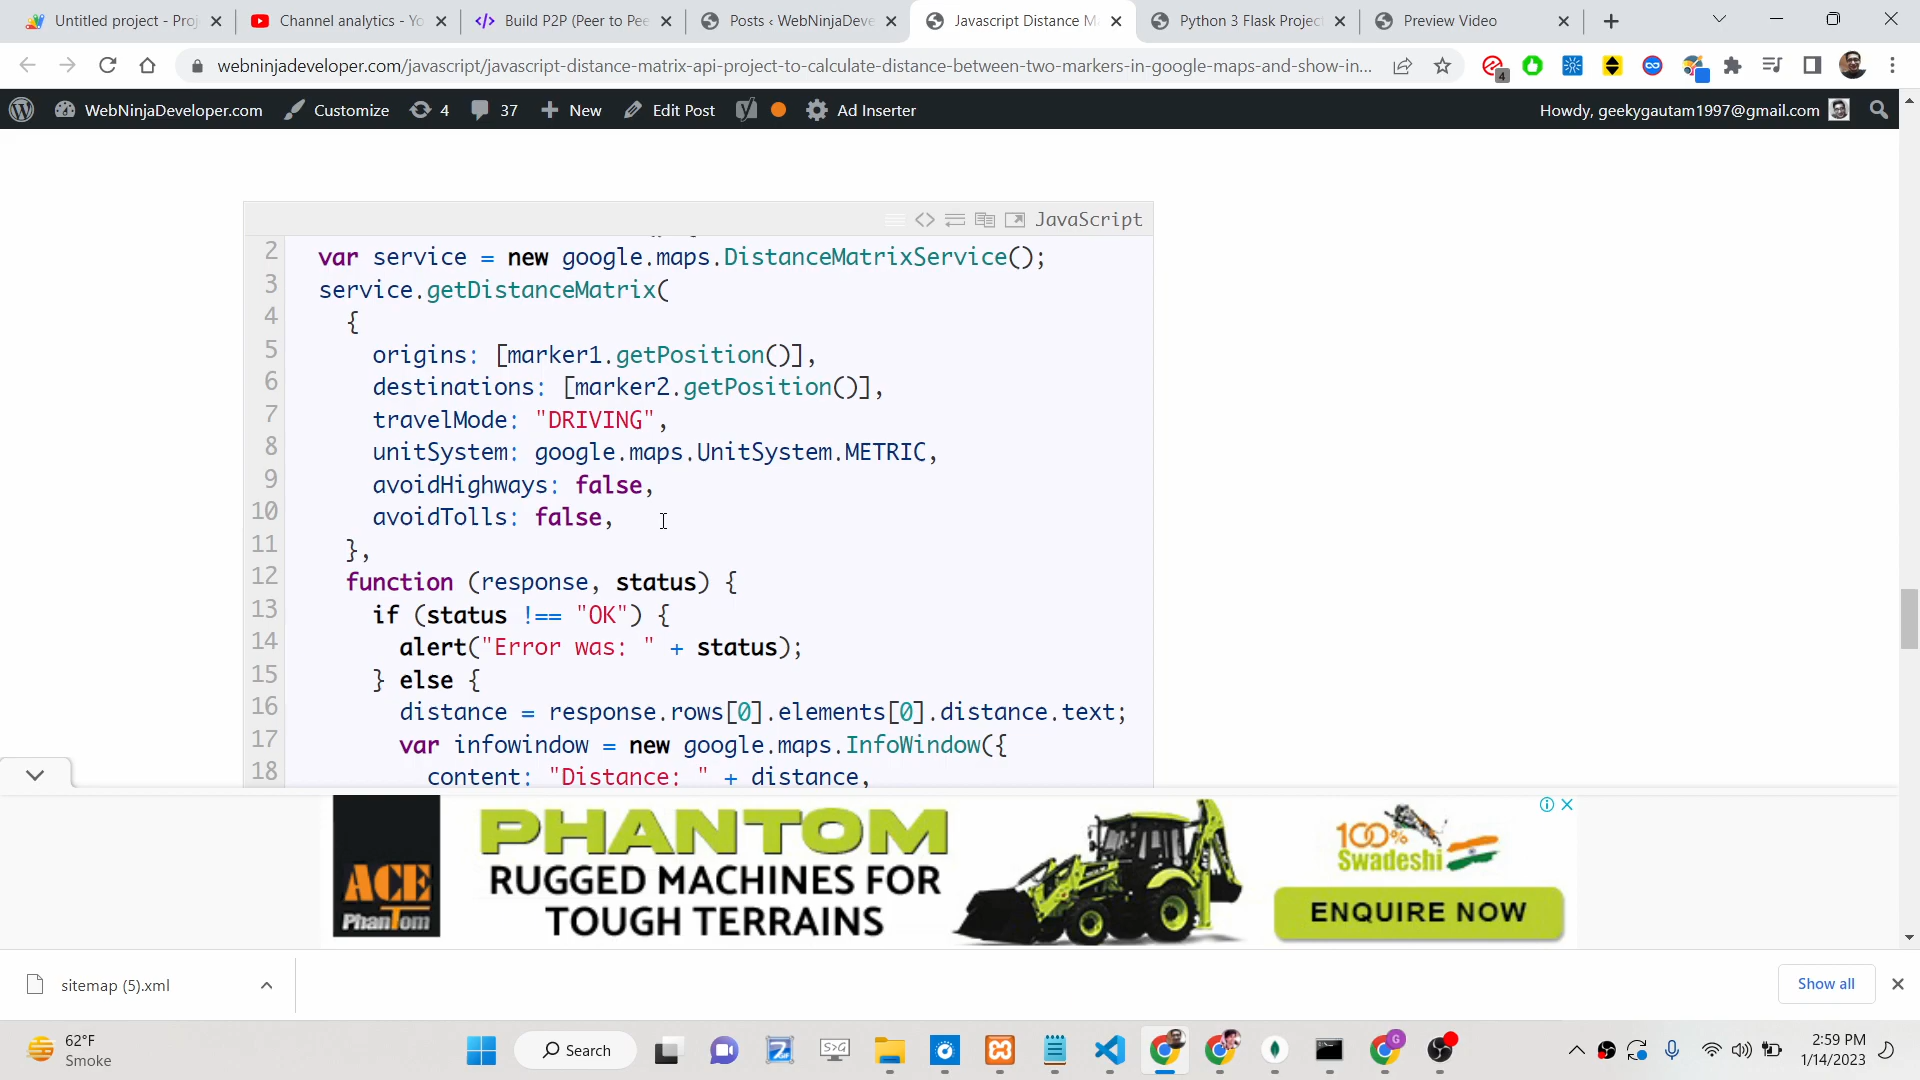 Untitled project - Proj
Channel analytics - Yo
Build P2P (Peer to Pee
Posts ‹ WebNinjaDeve
Javascript Distance M
Python 3 Flask Project
Preview Video
webninjadeveloper.com/javascript/javascript-distance-matrix-api-project-to-calculate-distance-between-two-markers-in-google-maps-and-show-in...
4
WebNinjaDeveloper.com
Customize
4
37
New
Edit Post
Ad Inserter
Howdy, geekygautam1997@gmail.com
JavaScript
2 var service = new google.maps.DistanceMatrixService();
3 service.getDistanceMatrix(
4 {
5 origins: [marker1.getPosition()],
6 destinations: [marker2.getPosition()],
7 travelMode: "DRIVING",
8 unitSystem: google.maps.UnitSystem.METRIC,
9 avoidHighways: false,
10 avoidTolls: false,
11 },
12 function (response, status) {
13 if (status !== "OK") {
14 alert("Error was: " + status);
15 } else {
16 distance = response.rows[0].elements[0].distance.text;
17 var infowindow = new google.maps.InfoWindow({
18 content: "Distance: " + distance,
ACE
PhanTom
PHANTOM
RUGGED MACHINES FOR
TOUGH TERRAINS
100%
Swadeshi
ENQUIRE NOW
sitemap (5).xml
Show all
62°F
Smoke
Search
S>G
G
2:59 PM
1/14/2023